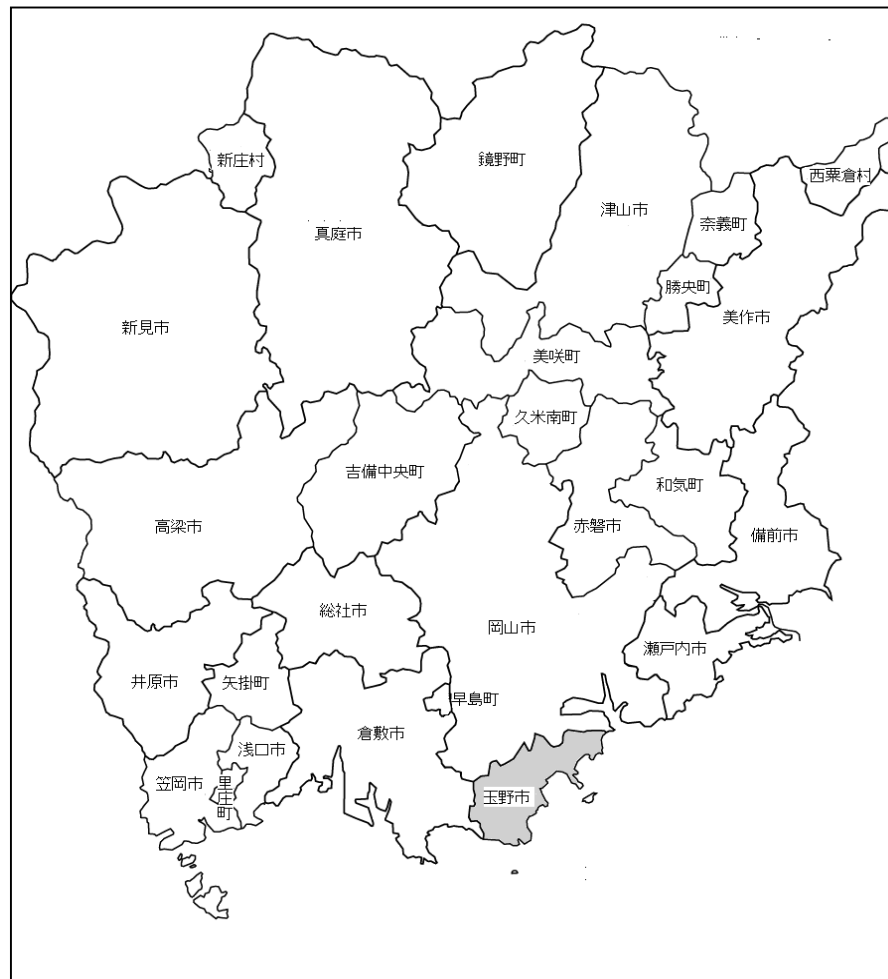 新庄村
鏡野町
西粟倉村
津山市
奈義町
真庭市
勝央町
新見市
美作市
美咲町
久米南町
吉備中央町
和気町
高梁市
赤磐市
備前市
総社市
岡山市
瀬戸内市
井原市
矢掛町
早島町
倉敷市
浅口市
笠岡市
里庄町
玉野市